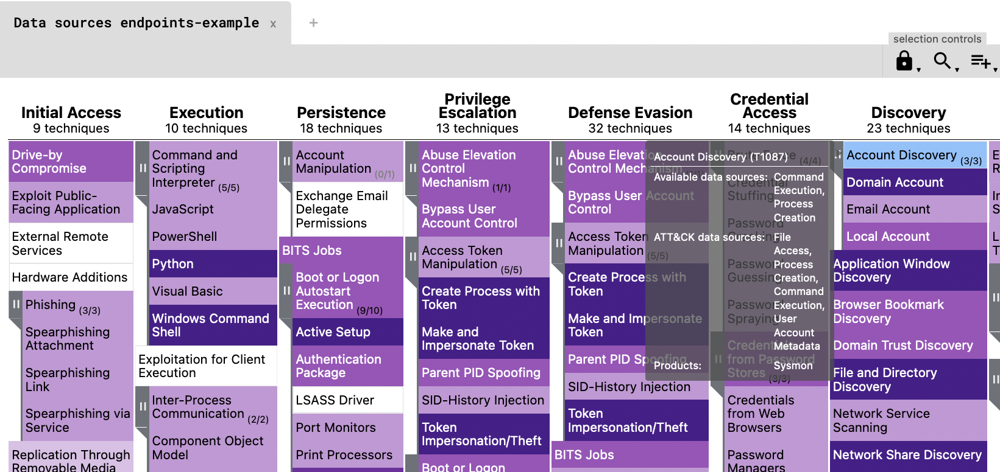 Data sources endpoints-example x +
selection controls
Initial Access
9 techniques
Drive-by
Compromise
Exploit Public-
Facing Application
External Remote
Services
Hardware Additions
Phishing (3/3)
Spearphishing
Attachment
Spearphishing
Link
Spearphishing via
Service
Replication Through
Removable Media
Execution
10 techniques
Command and
Scripting
Interpreter (5/5)
JavaScript
PowerShell
Python
Visual Basic
Windows Command
Shell
Exploitation for Client
Execution
Inter-Process
Communication (2/2)
Component Object
Model
Persistence
18 techniques
Account
Manipulation (0/1)
Exchange Email
Delegate
Permissions
BITS Jobs
Boot or Logon
Autostart
Execution (9/10)
Active Setup
Authentication
Package
LSASS Driver
Port Monitors
Print Processors
Privilege
Escalation
13 techniques
Abuse Elevation
Control
Mechanism (1/1)
Bypass User
Account Control
Access Token
Manipulation (5/5)
Create Process with
Token
Make and
Impersonate Token
Parent PID Spoofing
SID-History Injection
Token
Impersonation/Theft
Boot or Logon
Defense Evasion
32 techniques
Abuse Elevation
Control Mechanism
Bypass User Account
Control
Access Token
Manipulation (5/5)
Create Process with
Token
Make and Impersonate
Token
Parent PID Spoofing
SID-History Injection
Token
Impersonation/Theft
BITS Jobs
Credential
Access
14 techniques
Brute Force (4/4)
Credential
Stuffing
Password
Cracking
Password
Guessing
Password
Spraying
Credentials
from Password
Stores (3/3)
Credentials
from Web
Browsers
Password
Managers
Account Discovery (T1087)
Available data sources: Command
Execution,
Process
Creation
ATT&CK data sources: File
Access,
Process
Creation,
Command
Execution,
User
Account
Metadata
Products: Sysmon
Discovery
23 techniques
Account Discovery (3/3)
Domain Account
Email Account
Local Account
Application Window
Discovery
Browser Bookmark
Discovery
Domain Trust Discovery
File and Directory
Discovery
Network Service
Scanning
Network Share Discovery